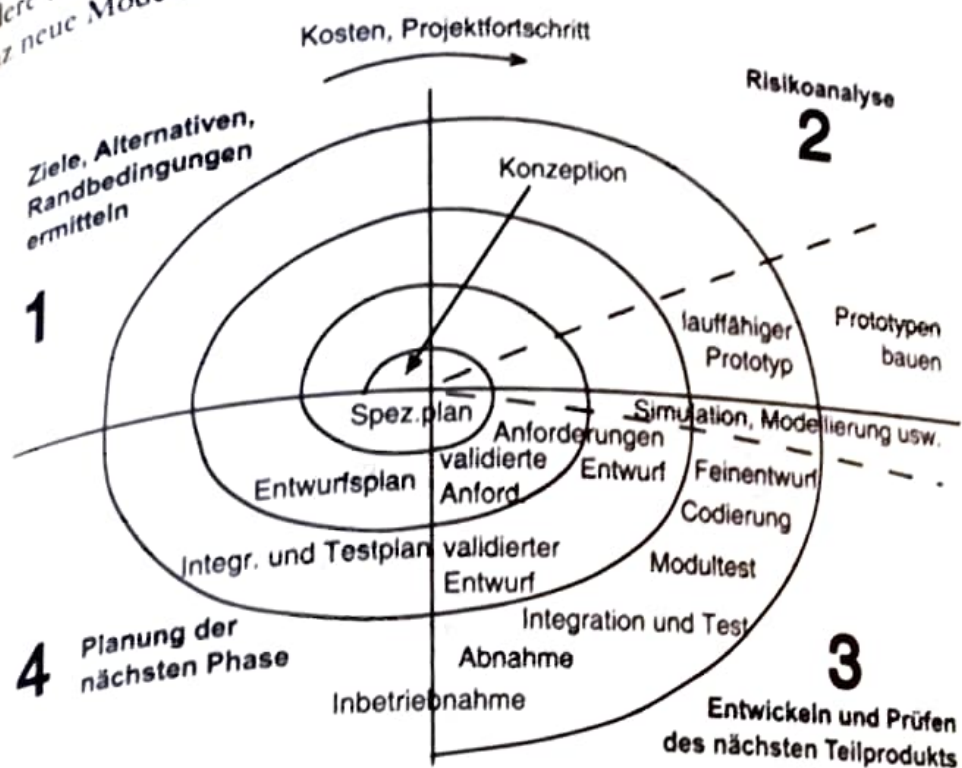 z neue
Kosten, Projektfortschritt
Risikoanalyse
2
Ziele, Alternativen,
Randbedingungen
ermitteln
1
Konzeption
lauffähiger
Prototyp
Prototypen
bauen
Spez.plan
Simulation, Modellierung usw.
Anforderungen
validierte
Anford.
Entwurfsplan
Entwurf
Feinentwurf
Codierung
Integr. und Testplan
validierter
Entwurf
Modultest
Integration und Test
Abnahme
Inbetriebnahme
4
Planung der
nächsten Phase
3
Entwickeln und Prüfen
des nächsten Teilprodukts